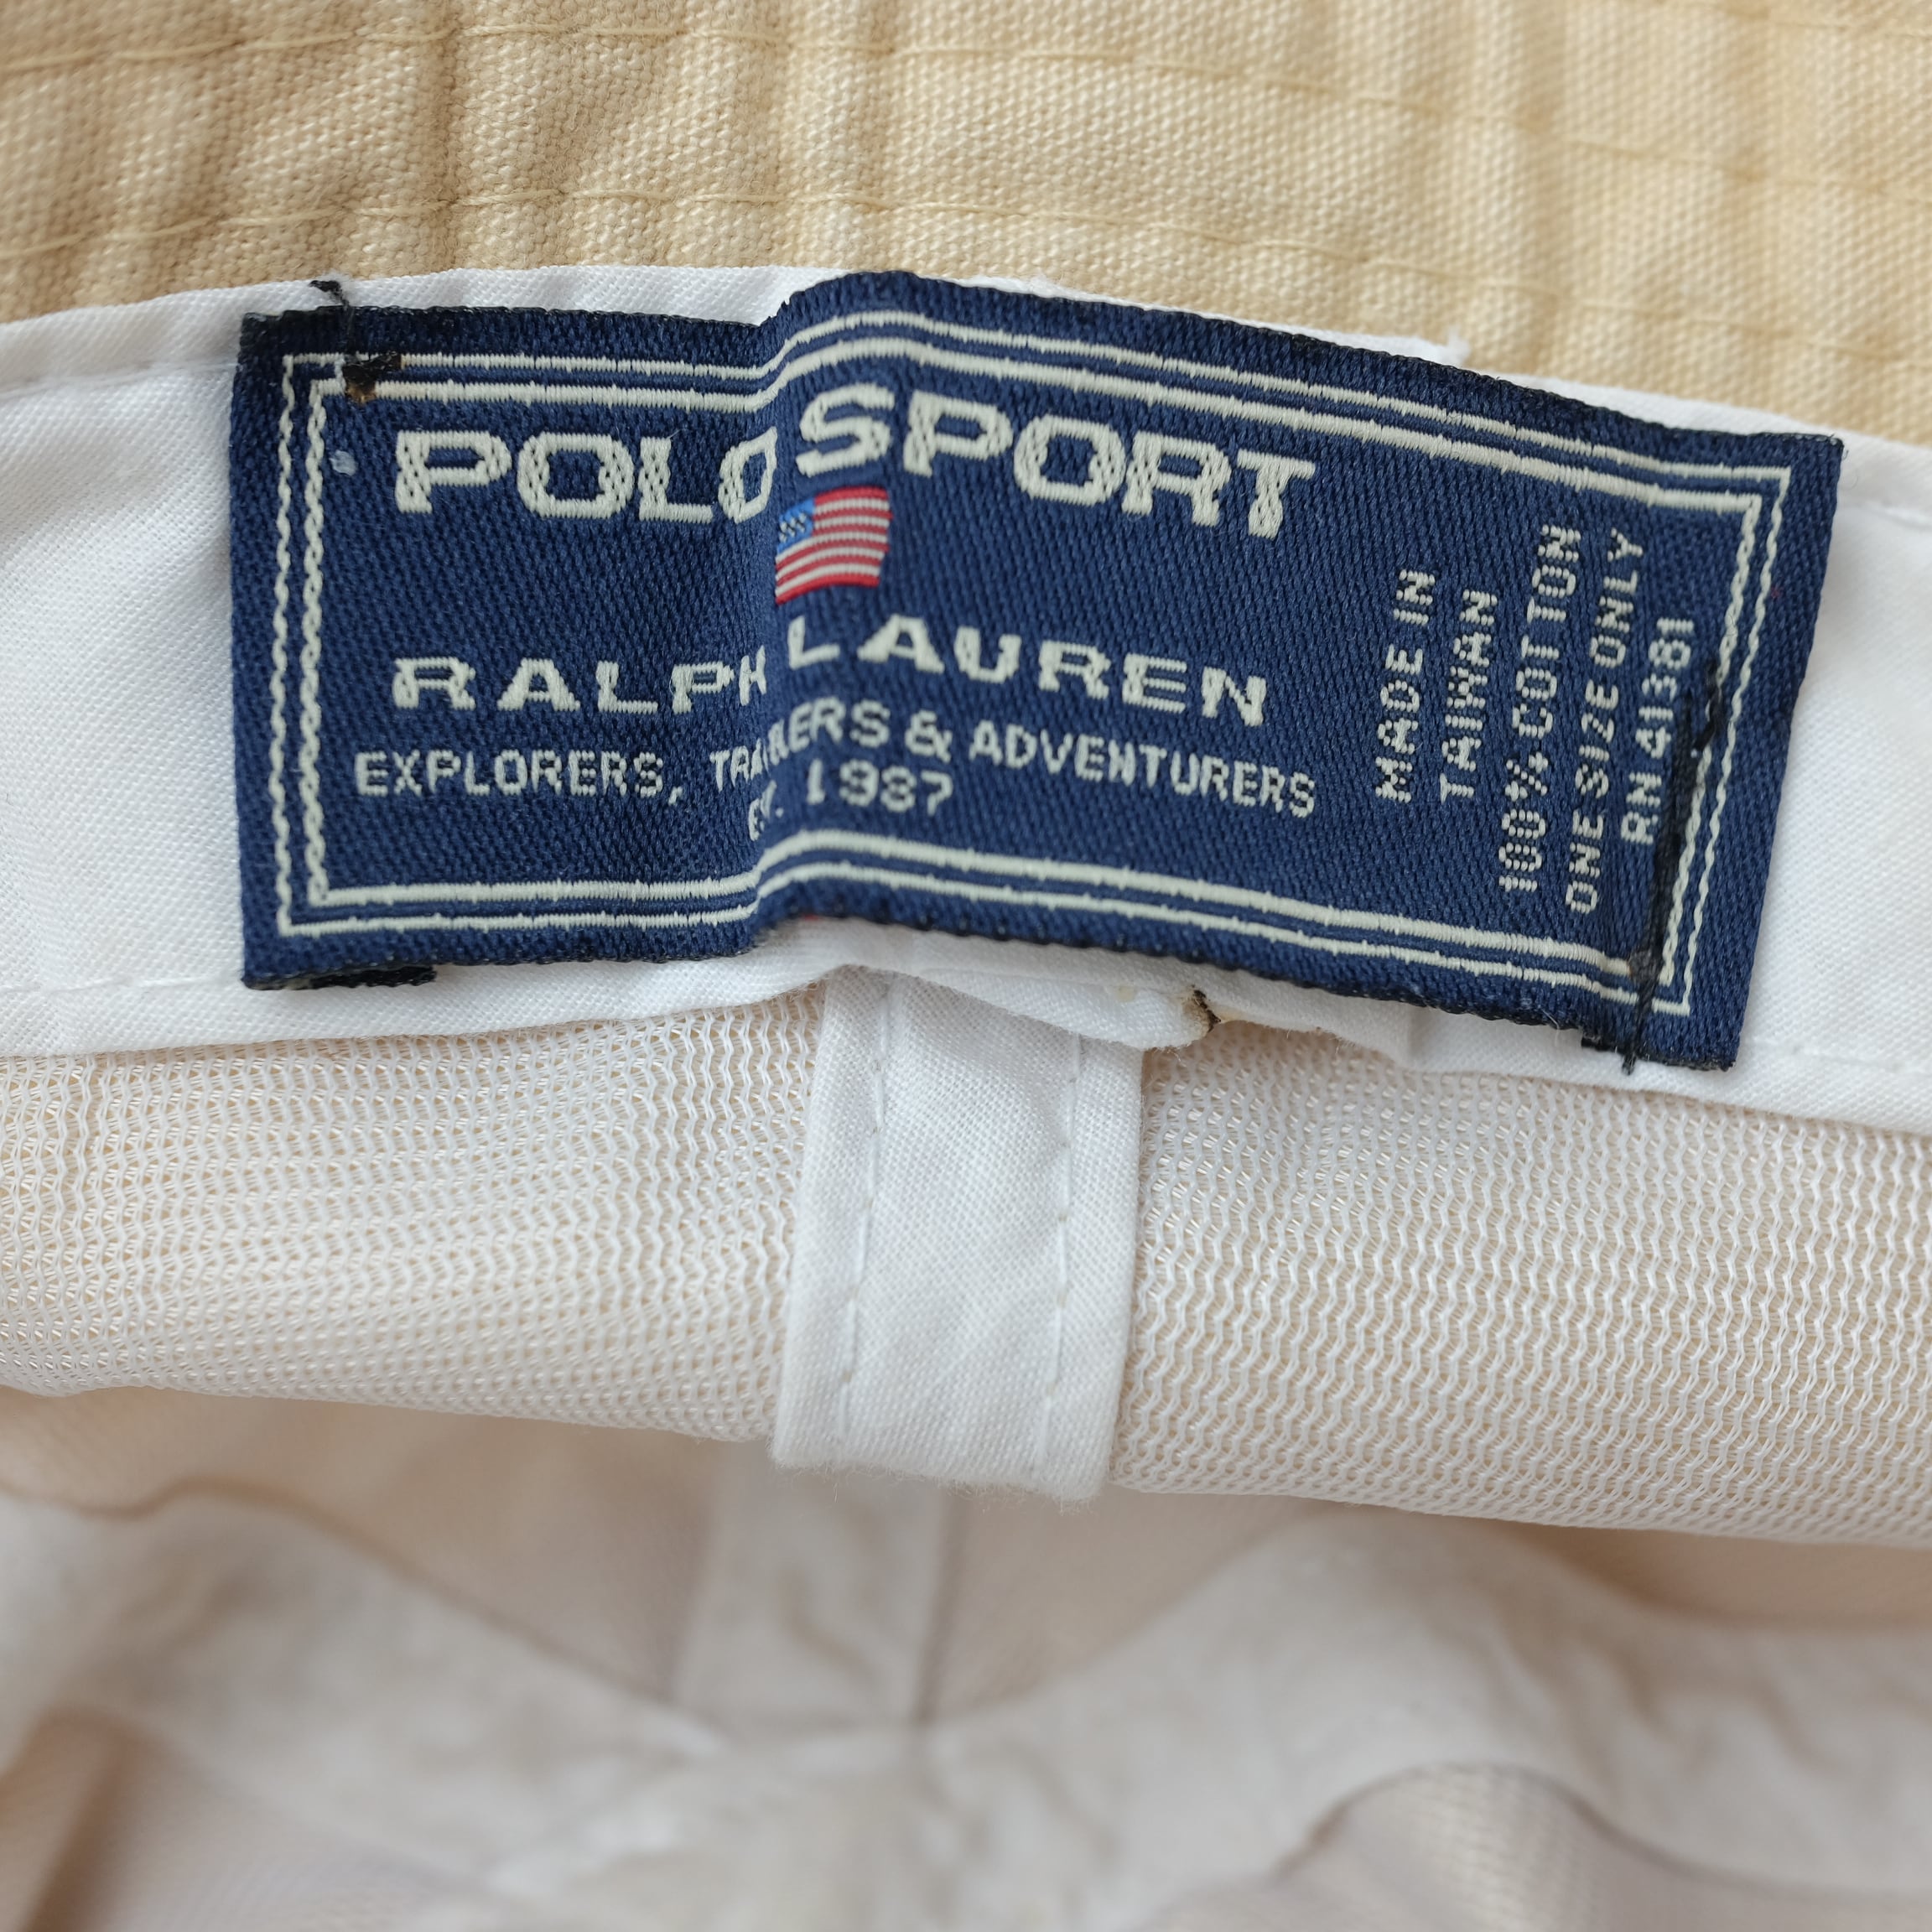 POLO SPORT
RALPH LAUREN
EXPLORERS, TRAVELERS & ADVENTURERS
EST. 1987
MADE IN
TAIWAN
100% COTTON
ONE SIZE ONLY
RN 41381